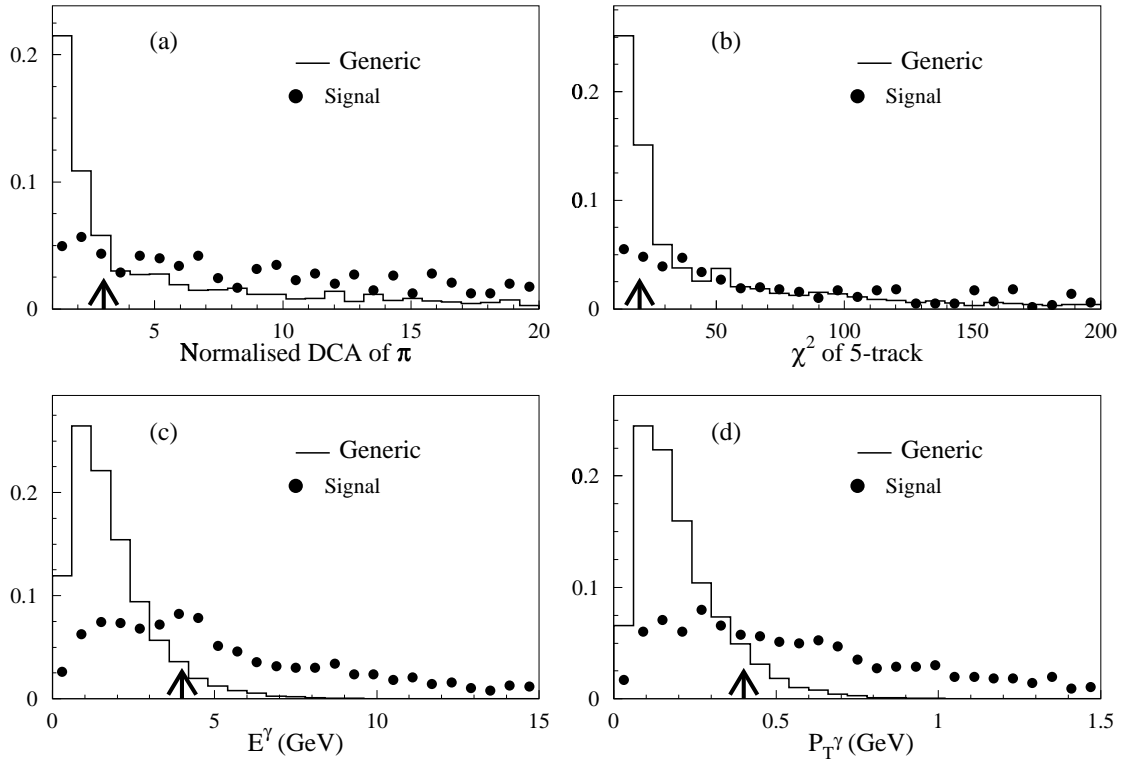 (a)
Generic
Signal
0.2
0.1
0
5
10
15
20
Normalised DCA of π
(b)
Generic
Signal
0.2
0.1
0
50
100
150
200
χ² of 5-track
(c)
Generic
Signal
0.2
0.1
0
0
5
10
15
E^γ (GeV)
(d)
Generic
Signal
0.2
0.1
0
0
0.5
1
1.5
P_T^γ (GeV)